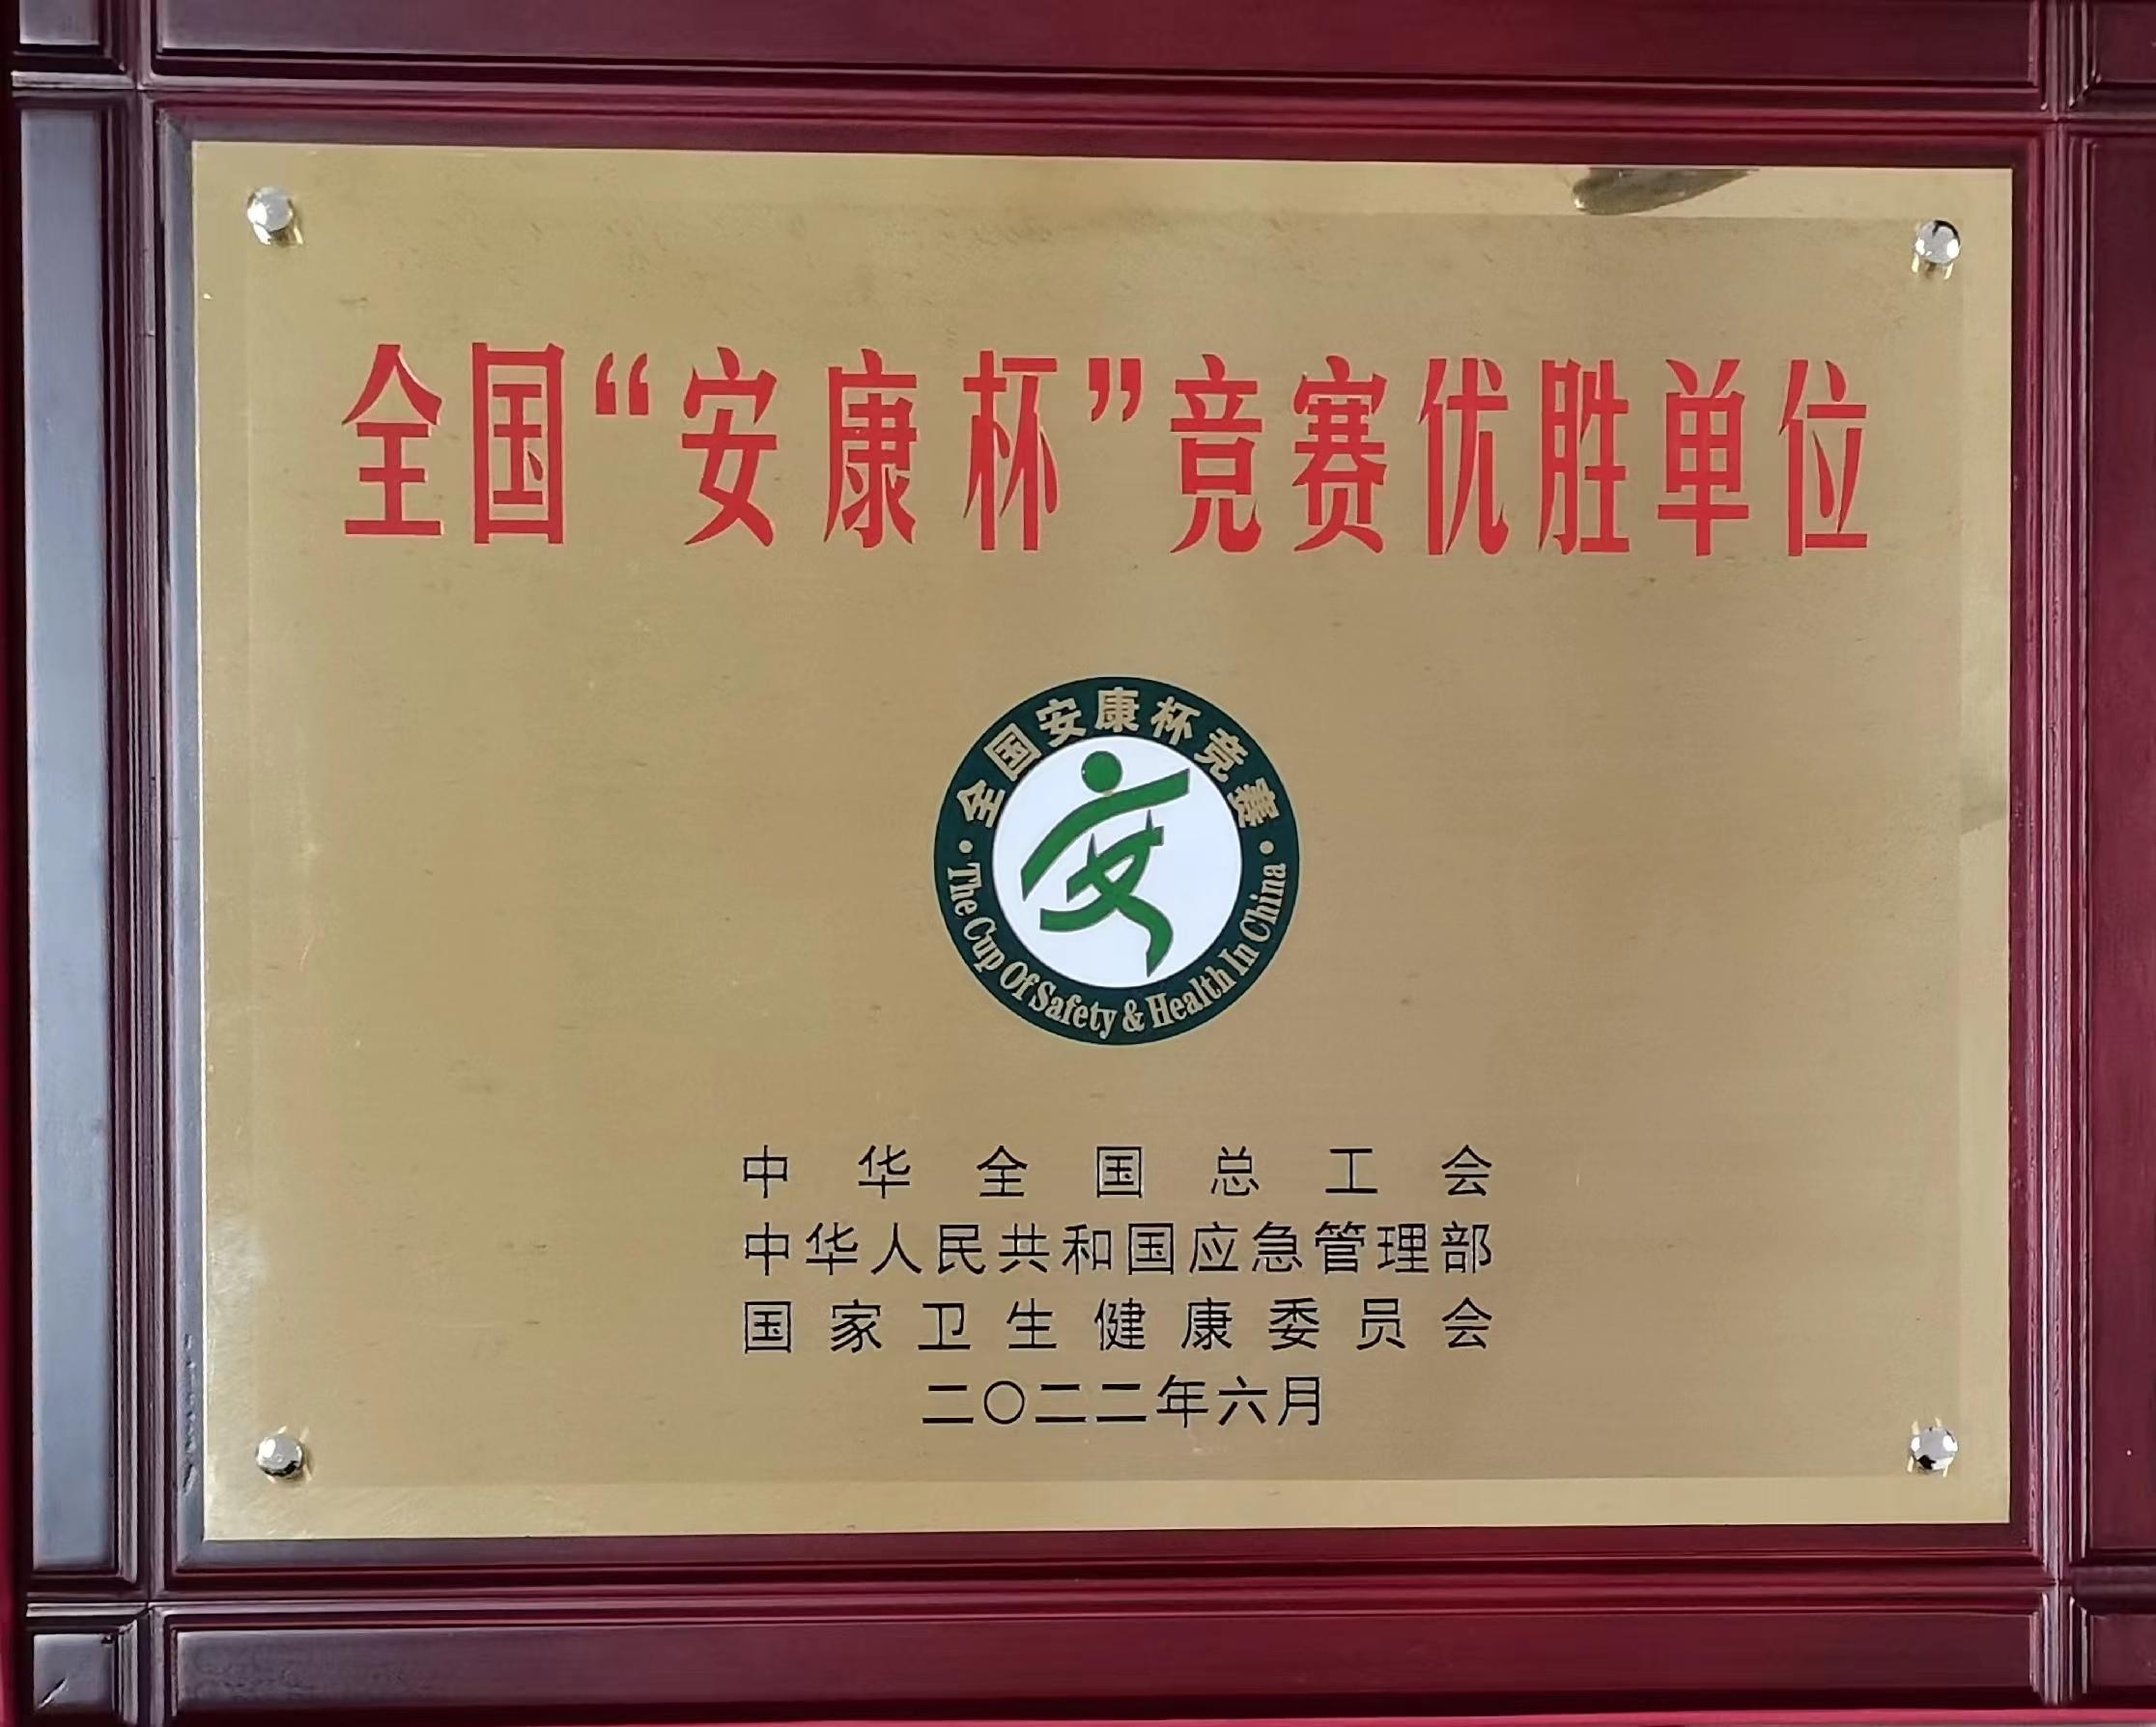 全国“安康杯”竞赛优胜单位
全国安康杯竞赛
·The Cup Of Safety & Health In China·
中华全国总工会
中华人民共和国应急管理部
国家卫生健康委员会
二〇二二年六月